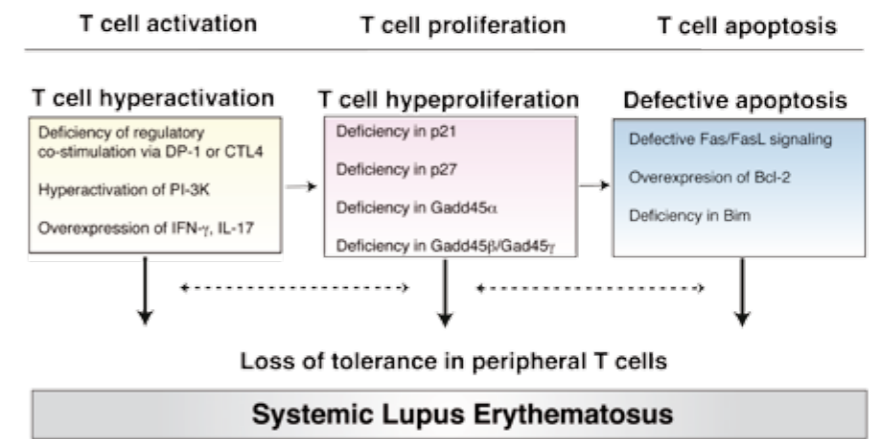 T cell activation
T cell proliferation
T cell apoptosis
T cell hyperactivation
Deficiency of regulatory
co-stimulation via DP-1 or CTL4
Hyperactivation of PI-3K
Overexpression of IFN-γ, IL-17
T cell hypeproliferation
Deficiency in p21
Deficiency in p27
Deficiency in Gadd45α
Deficiency in Gadd45β/Gad45γ
Defective apoptosis
Defective Fas/FasL signaling
Overexpresion of Bcl-2
Deficiency in Bim
Loss of tolerance in peripheral T cells
Systemic Lupus Erythematosus